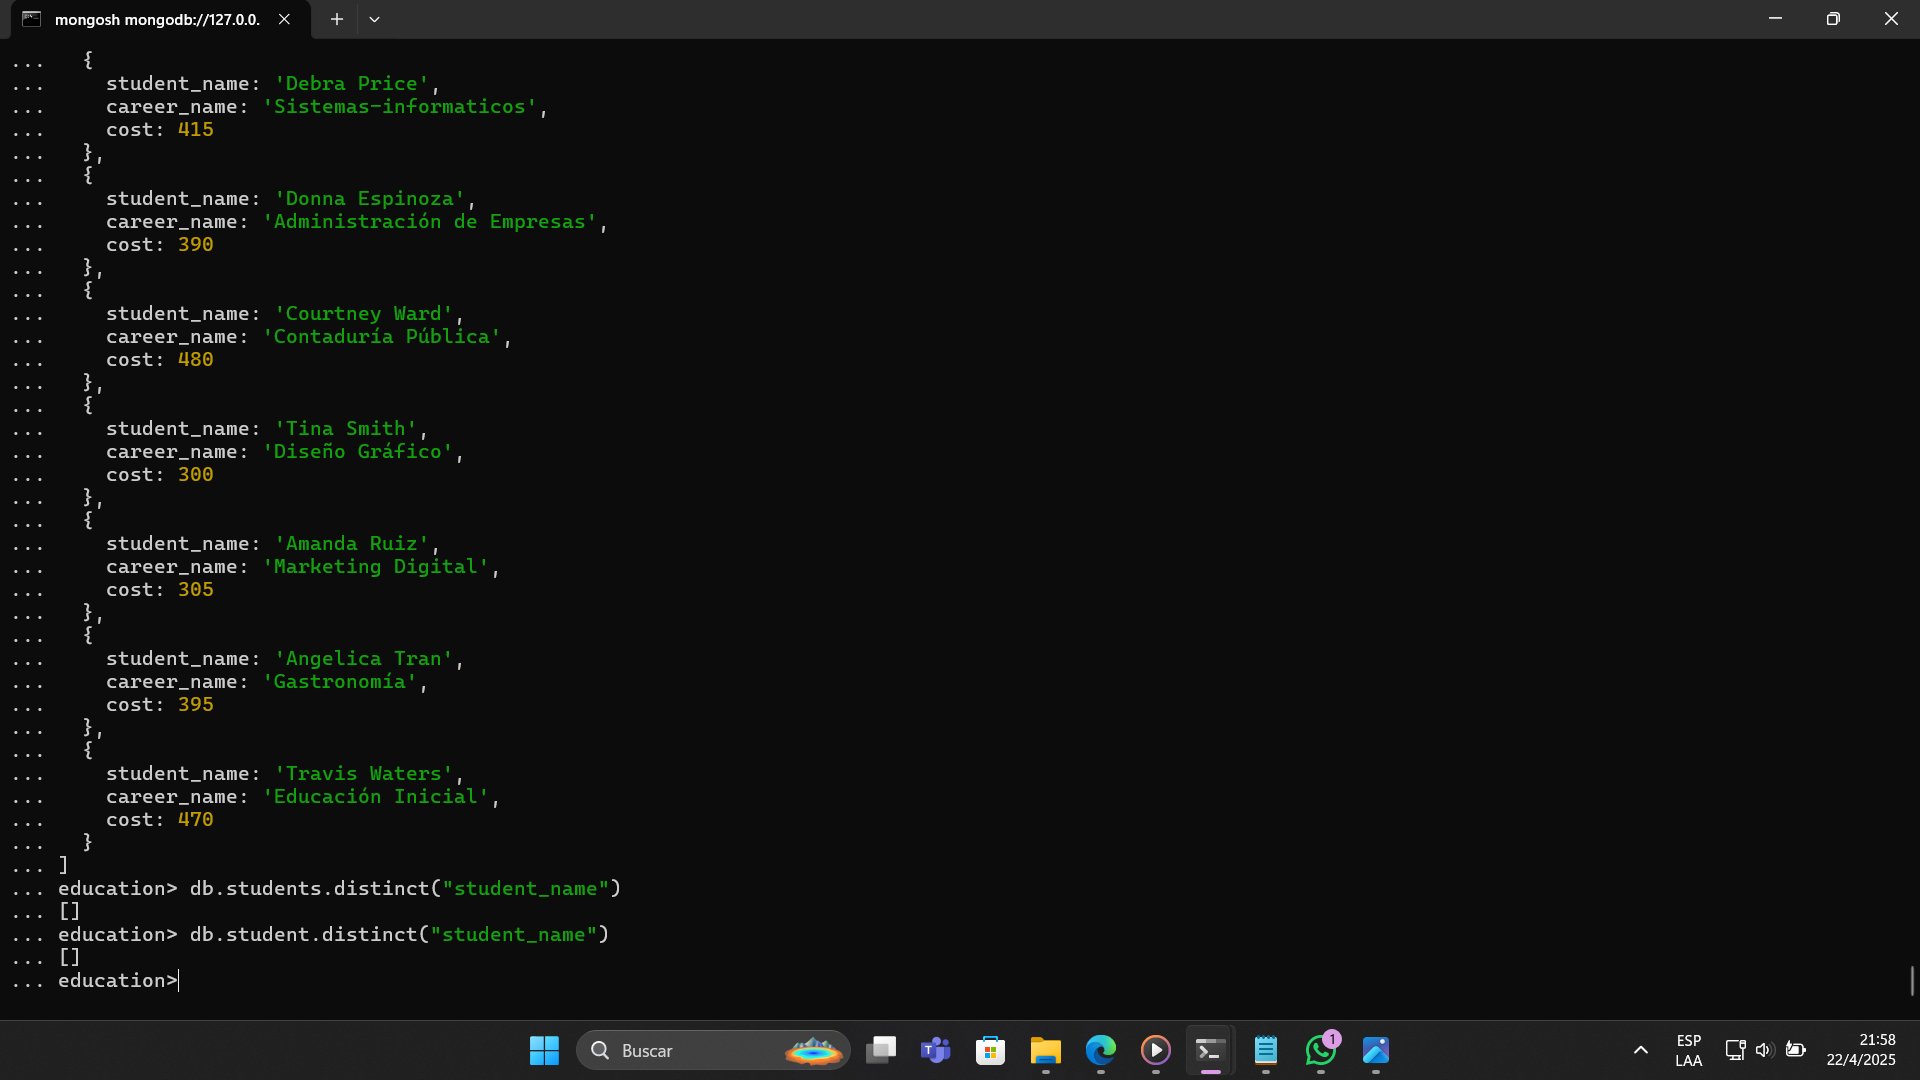 mongosh mongodb://127.0.0.
...   {
...     student_name: 'Debra Price',
...     career_name: 'Sistemas-informaticos',
...     cost: 415
...   },
...   {
...     student_name: 'Donna Espinoza',
...     career_name: 'Administración de Empresas',
...     cost: 390
...   },
...   {
...     student_name: 'Courtney Ward',
...     career_name: 'Contaduría Pública',
...     cost: 480
...   },
...   {
...     student_name: 'Tina Smith',
...     career_name: 'Diseño Gráfico',
...     cost: 300
...   },
...   {
...     student_name: 'Amanda Ruiz',
...     career_name: 'Marketing Digital',
...     cost: 305
...   },
...   {
...     student_name: 'Angelica Tran',
...     career_name: 'Gastronomía',
...     cost: 395
...   },
...   {
...     student_name: 'Travis Waters',
...     career_name: 'Educación Inicial',
...     cost: 470
...   }
... ]
... education> db.students.distinct("student_name")
... []
... education> db.student.distinct("student_name")
... []
... education>
Buscar
T
1
ESP
LAA
21:58
22/4/2025